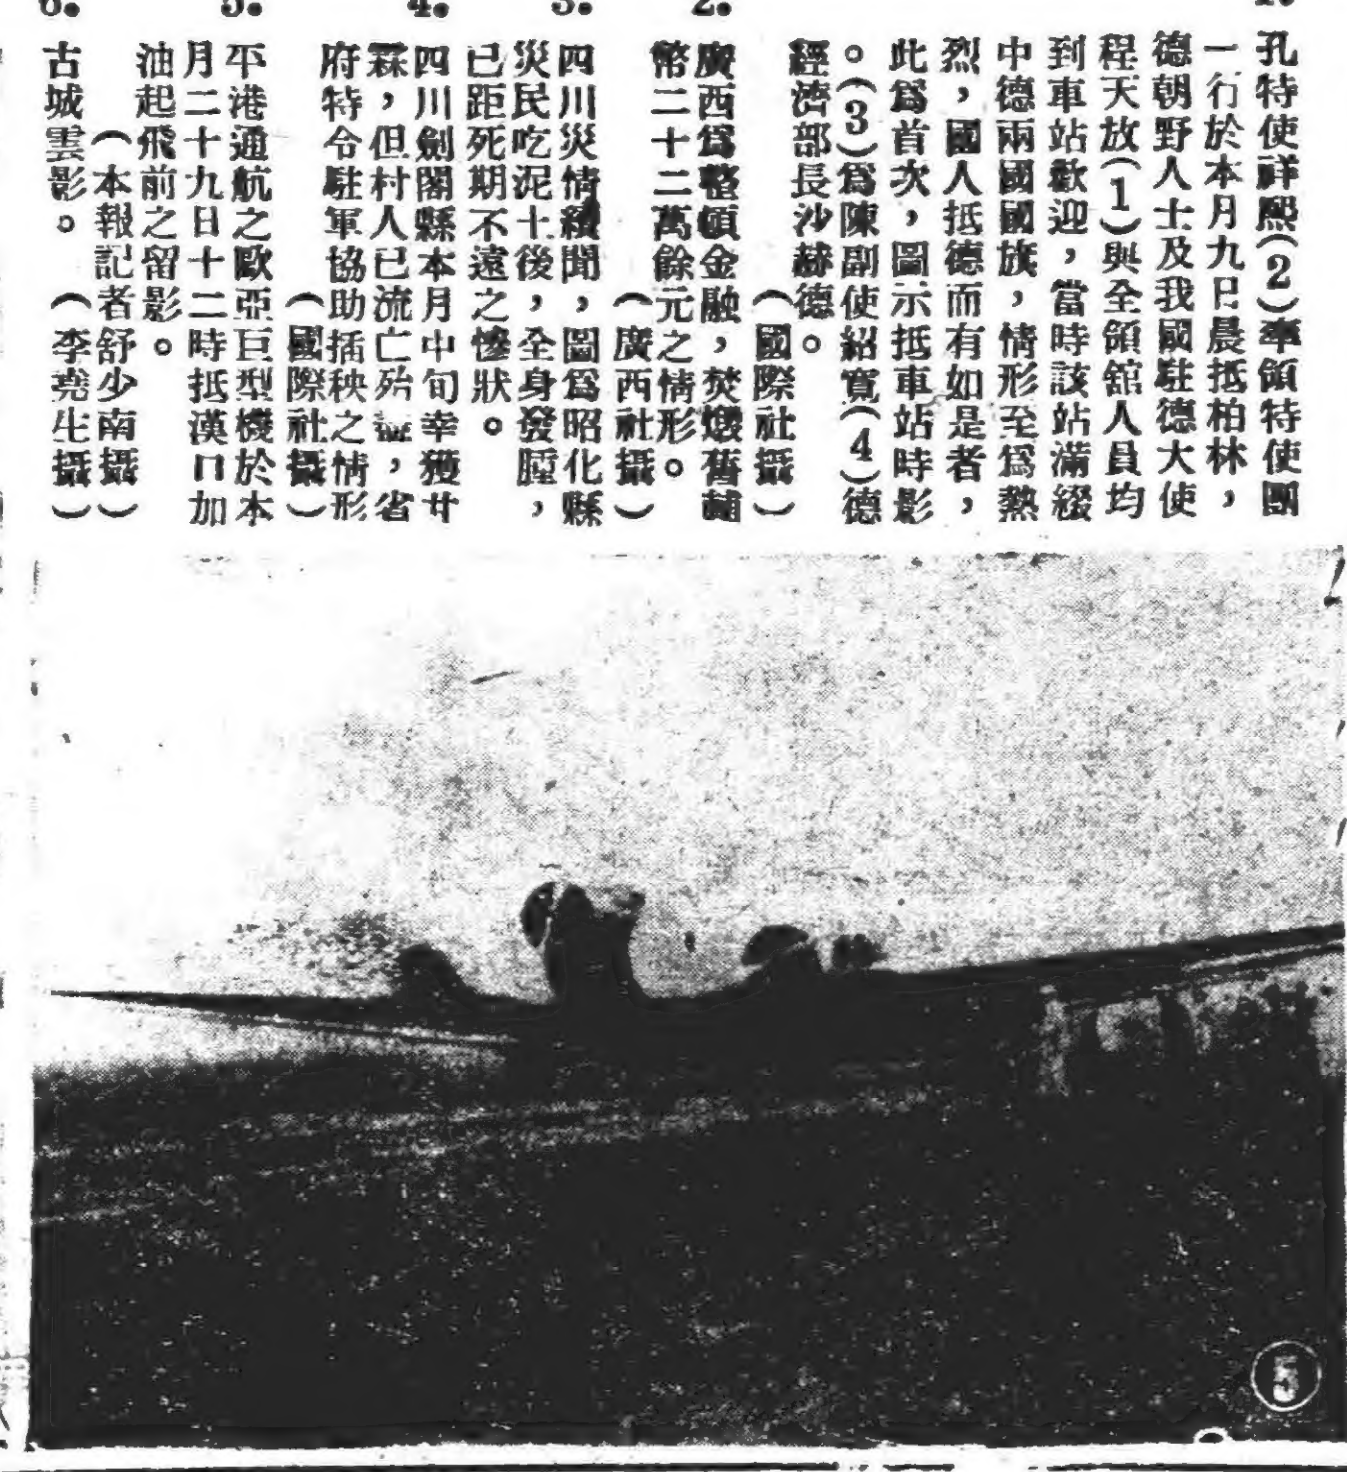 1.
孔特使祥熙(2)率領特使團
一行於本月九日晨抵柏林，
德朝野人士及我國駐德大使
程天放(1)與全領館人員均
到車站歡迎，當時該站滿綴
中德兩國國旗，情形至爲熱
烈，國人抵德而有如是者，
此爲首次，圖示抵車站時影
。(3)爲陳副使紹寬(4)德
經濟部長沙赫德。
（國際社攝）
2.
廣西爲整頓金融，焚燬舊輔
幣二十二萬餘元之情形。
（廣西社攝）
3.
四川災情續聞，圖爲昭化縣
災民吃泥土後，全身發腫，
已距死期不遠之慘狀。
4.
四川劍閣縣本月中旬幸獲甘
霖，但村人已流亡殆盡，省
府特令駐軍協助插秧之情形
（國際社攝）
5.
平港通航之歐亞巨型機於本
月二十九日十二時抵漢口加
油起飛前之留影。
（本報記者舒少南攝）
6.
古城雲影。（李堯生攝）
5